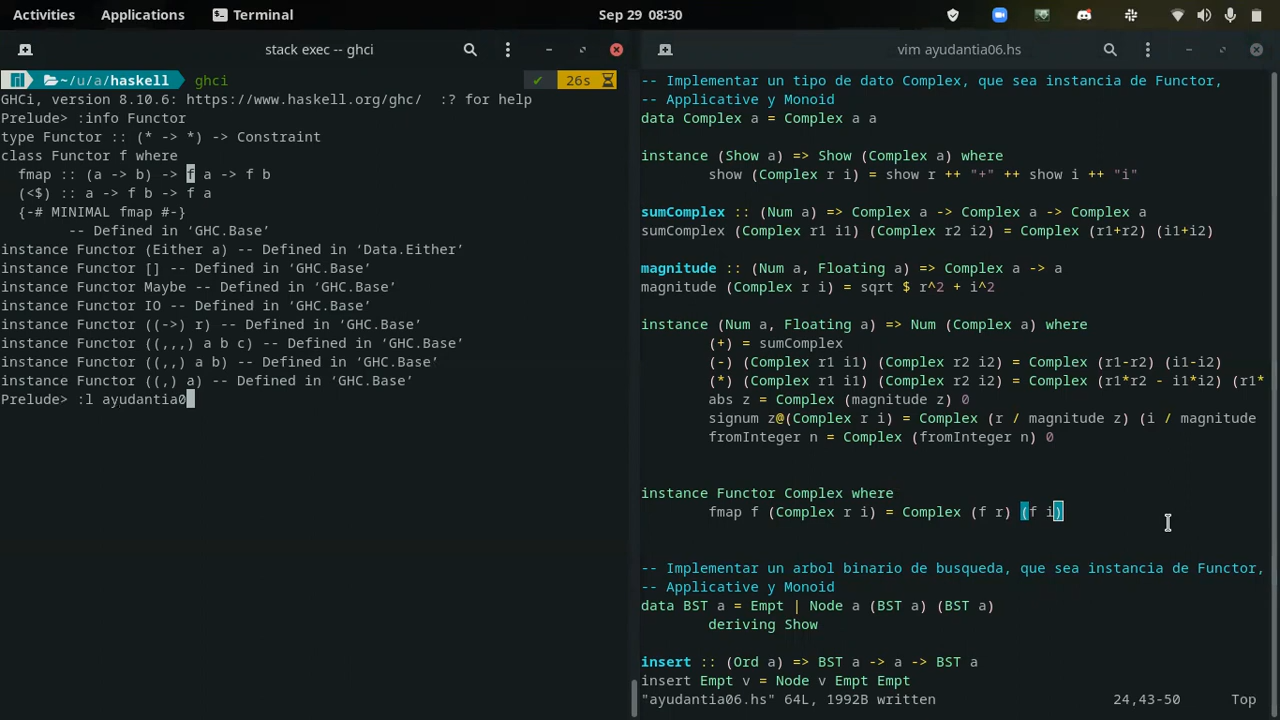 Activities Applications Terminal Sep 29 08:30
stack exec -- ghci
~/u/a/haskell ghci ✔ 26s
GHCi, version 8.10.6: https://www.haskell.org/ghc/  :? for help
Prelude> :info Functor
type Functor :: (* -> *) -> Constraint
class Functor f where
  fmap :: (a -> b) -> f a -> f b
  (<$) :: a -> f b -> f a
  {-# MINIMAL fmap #-}
        -- Defined in ‘GHC.Base’
instance Functor (Either a) -- Defined in ‘Data.Either’
instance Functor [] -- Defined in ‘GHC.Base’
instance Functor Maybe -- Defined in ‘GHC.Base’
instance Functor IO -- Defined in ‘GHC.Base’
instance Functor ((->) r) -- Defined in ‘GHC.Base’
instance Functor ((,,,) a b c) -- Defined in ‘GHC.Base’
instance Functor ((,,) a b) -- Defined in ‘GHC.Base’
instance Functor ((,) a) -- Defined in ‘GHC.Base’
Prelude> :l ayudantia0
vim ayudantia06.hs
-- Implementar un tipo de dato Complex, que sea instancia de Functor,
-- Applicative y Monoid
data Complex a = Complex a a
instance (Show a) => Show (Complex a) where
        show (Complex r i) = show r ++ "+" ++ show i ++ "i"
sumComplex :: (Num a) => Complex a -> Complex a -> Complex a
sumComplex (Complex r1 i1) (Complex r2 i2) = Complex (r1+r2) (i1+i2)
magnitude :: (Num a, Floating a) => Complex a -> a
magnitude (Complex r i) = sqrt $ r^2 + i^2
instance (Num a, Floating a) => Num (Complex a) where
        (+) = sumComplex
        (-) (Complex r1 i1) (Complex r2 i2) = Complex (r1-r2) (i1-i2)
        (*) (Complex r1 i1) (Complex r2 i2) = Complex (r1*r2 - i1*i2) (r1*
        abs z = Complex (magnitude z) 0
        signum z@(Complex r i) = Complex (r / magnitude z) (i / magnitude
        fromInteger n = Complex (fromInteger n) 0
instance Functor Complex where
        fmap f (Complex r i) = Complex (f r) (f i)
-- Implementar un arbol binario de busqueda, que sea instancia de Functor,
-- Applicative y Monoid
data BST a = Empt | Node a (BST a) (BST a)
        deriving Show
insert :: (Ord a) => BST a -> a -> BST a
insert Empt v = Node v Empt Empt
"ayudantia06.hs" 64L, 1992B written 24,43-50 Top